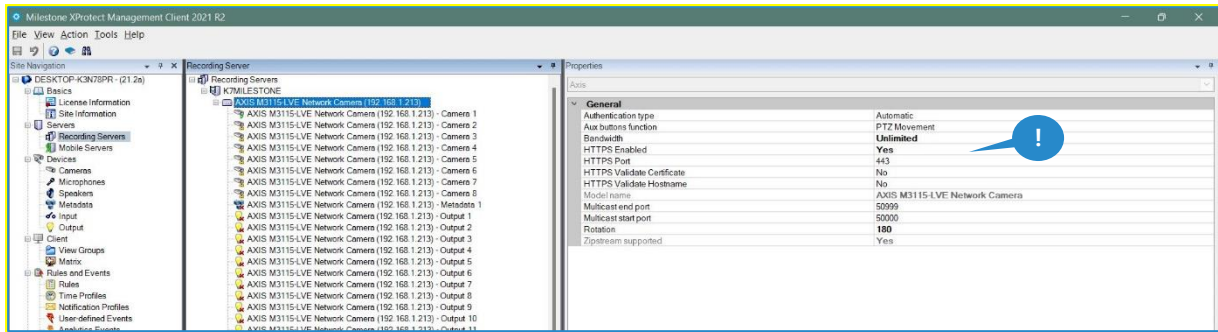 Milestone XProtect Management Client 2021 R2
File View Action Tools Help
Site Navigation
DESKTOP-K3N78PR - (21.2a)
Basics
License Information
Site Information
Servers
Recording Servers
Mobile Servers
Devices
Cameras
Microphones
Speakers
Metadata
Input
Output
Client
View Groups
Matrix
Rules and Events
Rules
Time Profiles
Notification Profiles
User-defined Events
Analytics Events
Recording Server
Recording Servers
K7MILESTONE
AXIS M3115-LVE Network Camera (192.168.1.213)
AXIS M3115-LVE Network Camera (192.168.1.213) - Camera 1
AXIS M3115-LVE Network Camera (192.168.1.213) - Camera 2
AXIS M3115-LVE Network Camera (192.168.1.213) - Camera 3
AXIS M3115-LVE Network Camera (192.168.1.213) - Camera 4
AXIS M3115-LVE Network Camera (192.168.1.213) - Camera 5
AXIS M3115-LVE Network Camera (192.168.1.213) - Camera 6
AXIS M3115-LVE Network Camera (192.168.1.213) - Camera 7
AXIS M3115-LVE Network Camera (192.168.1.213) - Camera 8
AXIS M3115-LVE Network Camera (192.168.1.213) - Metadata 1
AXIS M3115-LVE Network Camera (192.168.1.213) - Output 1
AXIS M3115-LVE Network Camera (192.168.1.213) - Output 2
AXIS M3115-LVE Network Camera (192.168.1.213) - Output 3
AXIS M3115-LVE Network Camera (192.168.1.213) - Output 4
AXIS M3115-LVE Network Camera (192.168.1.213) - Output 5
AXIS M3115-LVE Network Camera (192.168.1.213) - Output 6
AXIS M3115-LVE Network Camera (192.168.1.213) - Output 7
AXIS M3115-LVE Network Camera (192.168.1.213) - Output 8
AXIS M3115-LVE Network Camera (192.168.1.213) - Output 9
AXIS M3115-LVE Network Camera (192.168.1.213) - Output 10
AXIS M3115-LVE Network Camera (192.168.1.213) - Output 11
Properties
Axis
General
Authentication type Automatic
Aux buttons function PTZ Movement
Bandwidth Unlimited
HTTPS Enabled Yes
HTTPS Port 443
HTTPS Validate Certificate No
HTTPS Validate Hostname No
Model name AXIS M3115-LVE Network Camera
Multicast end port 50999
Multicast start port 50000
Rotation 180
Zipstream supported Yes
!